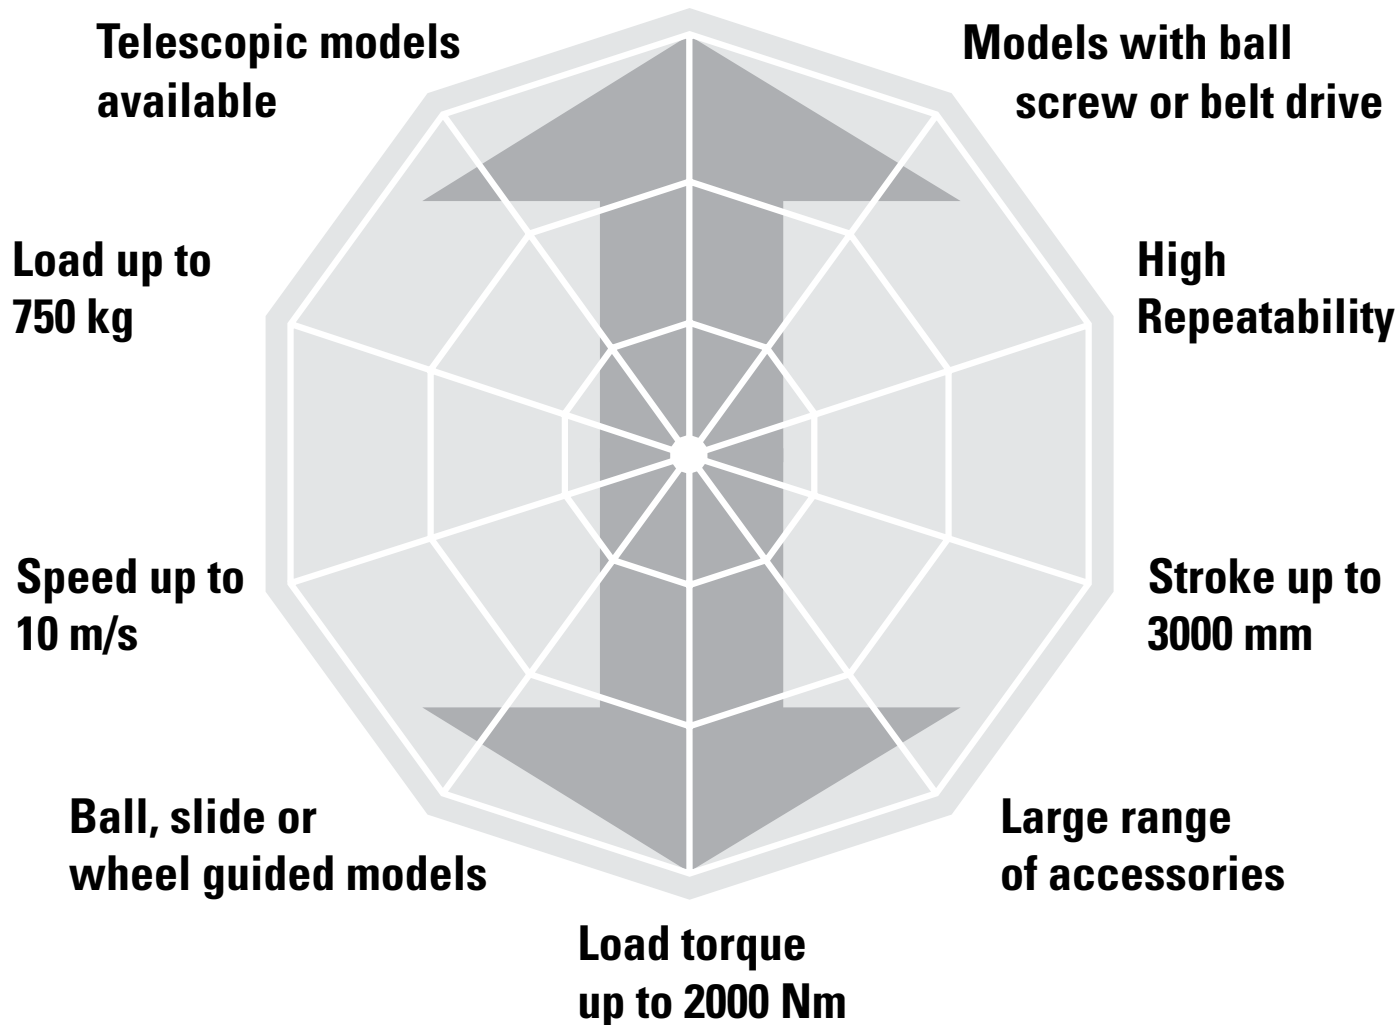 Telescopic models
available
Models with ball
screw or belt drive
Load up to
750 kg
High
Repeatability
Speed up to
10 m/s
Stroke up to
3000 mm
Ball, slide or
wheel guided models
Large range
of accessories
Load torque
up to 2000 Nm